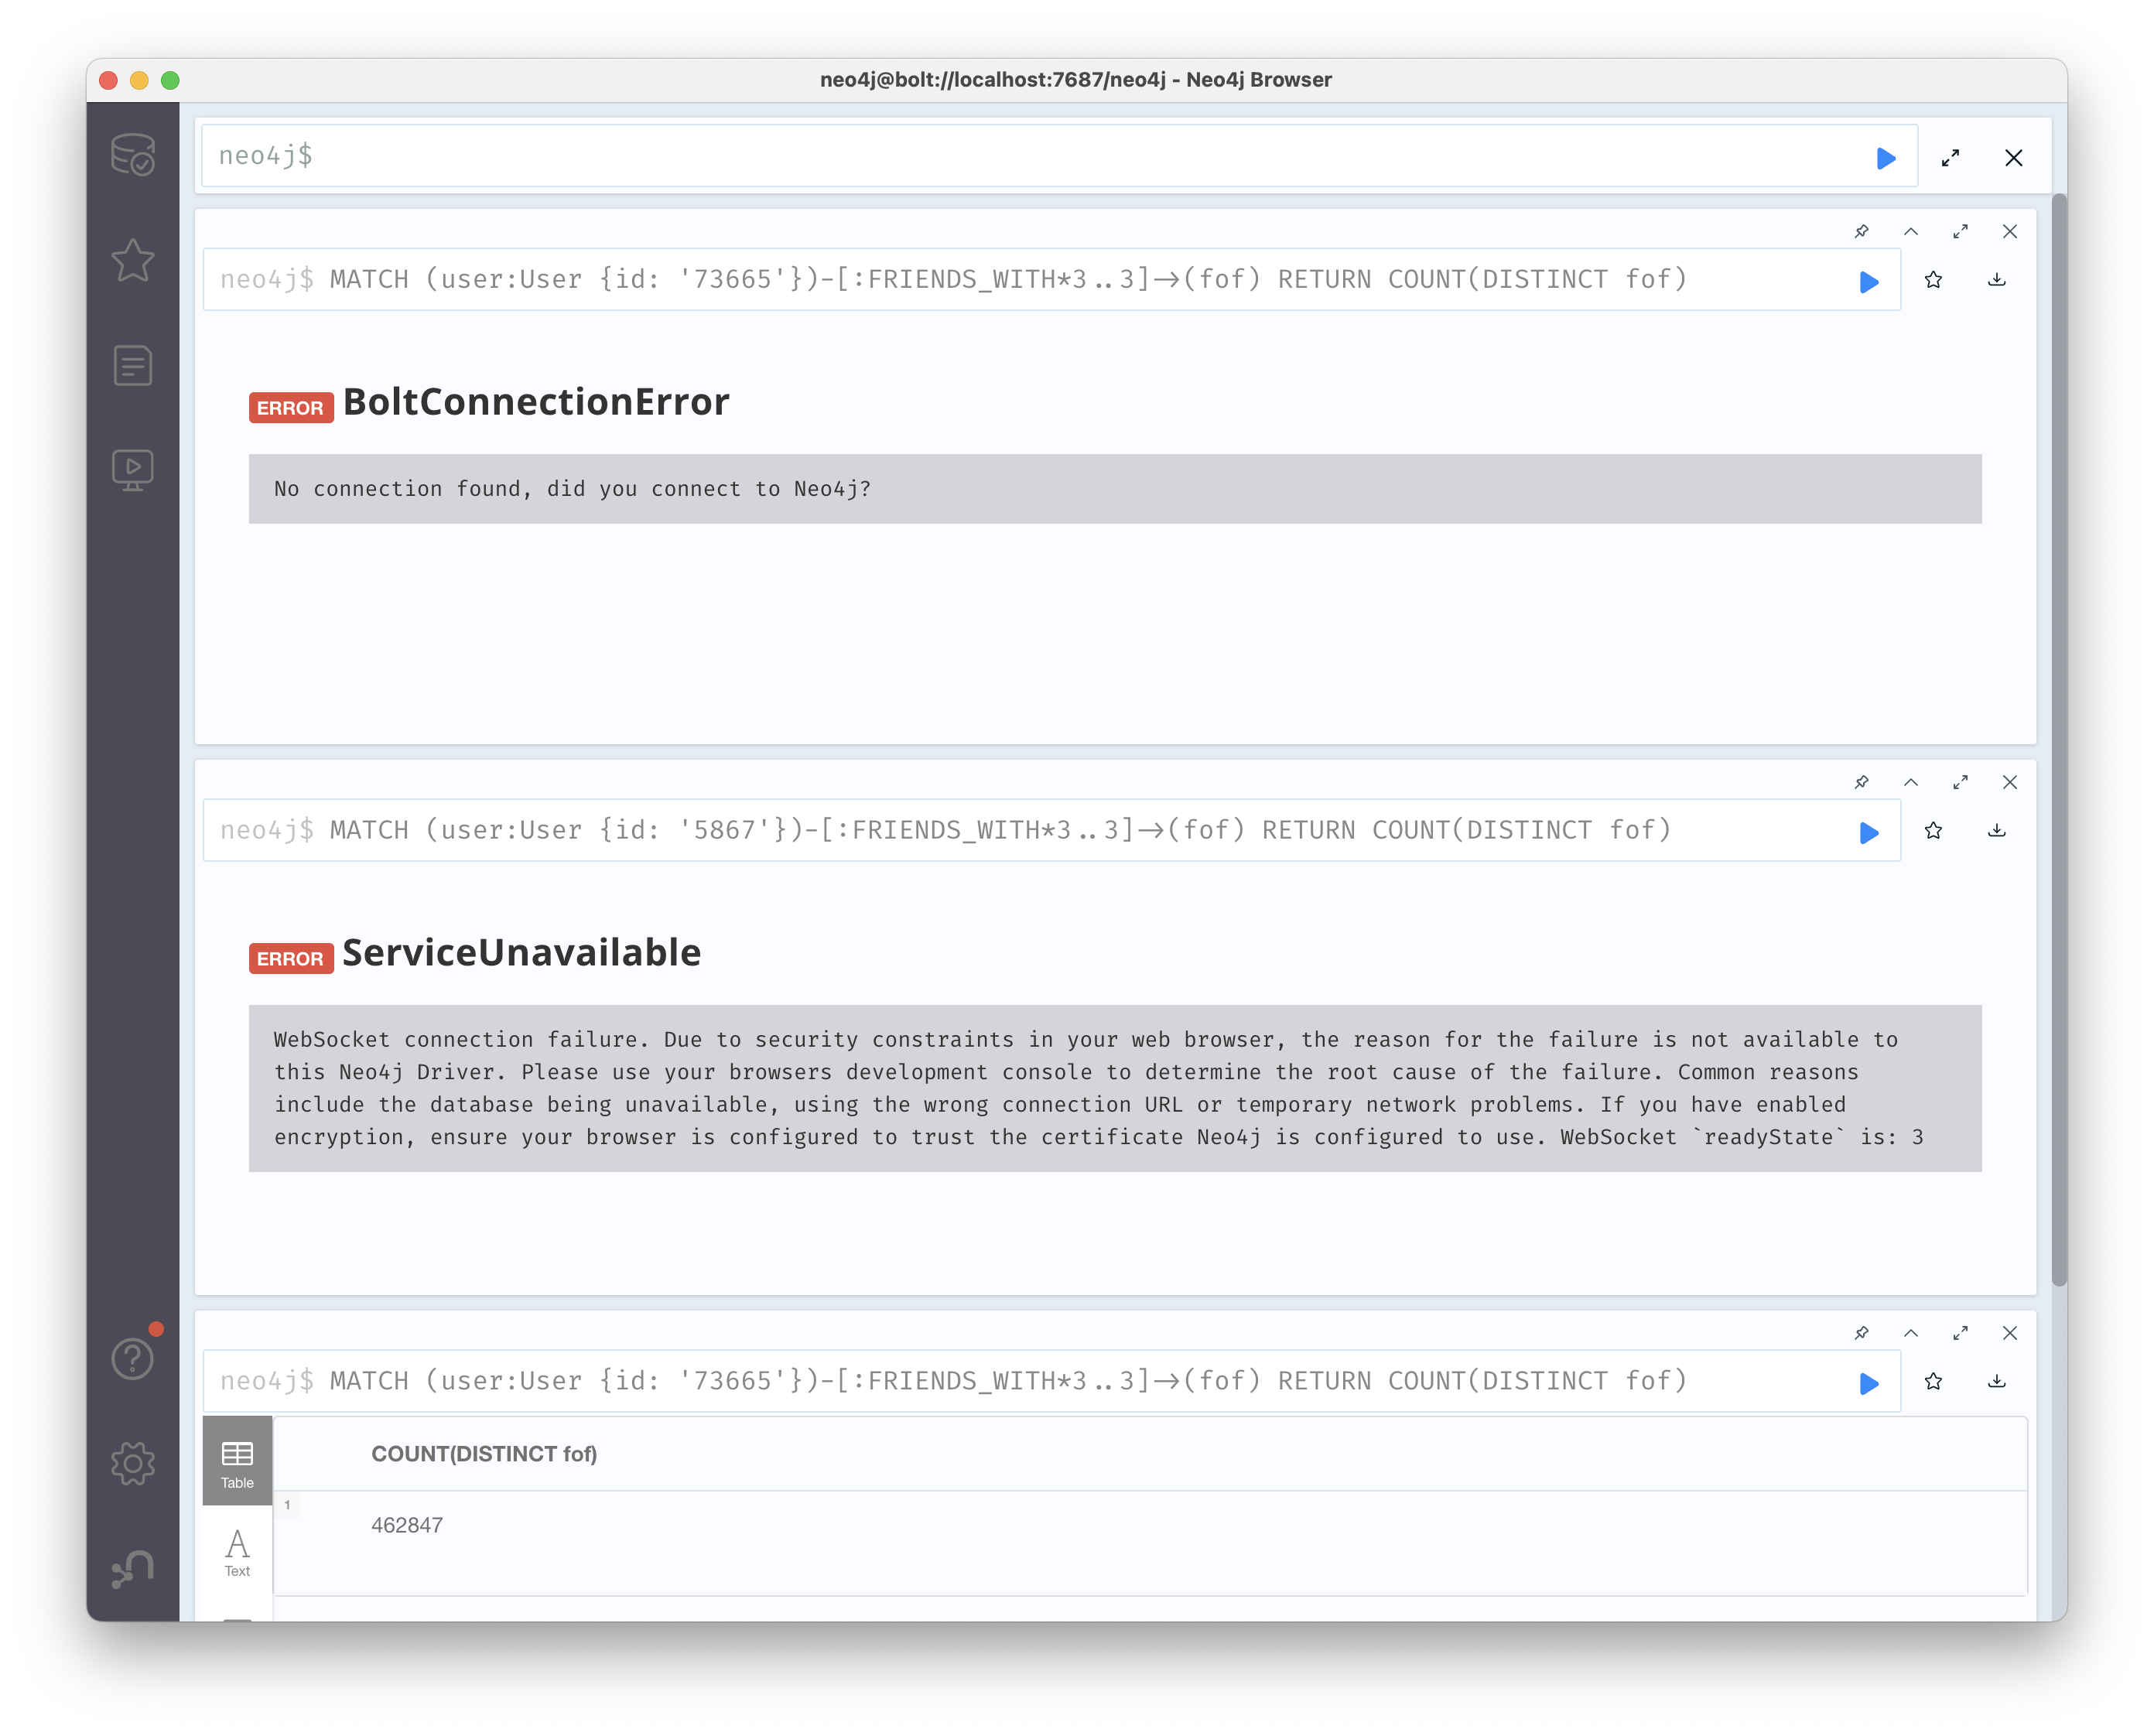 neo4j@bolt://localhost:7687/neo4j - Neo4j Browser
neo4j$
neo4j$ MATCH (user:User {id: '73665'})-[:FRIENDS_WITH*3..3]->(fof) RETURN COUNT(DISTINCT fof)
ERROR BoltConnectionError
No connection found, did you connect to Neo4j?
neo4j$ MATCH (user:User {id: '5867'})-[:FRIENDS_WITH*3..3]->(fof) RETURN COUNT(DISTINCT fof)
ERROR ServiceUnavailable
WebSocket connection failure. Due to security constraints in your web browser, the reason for the failure is not available to
this Neo4j Driver. Please use your browsers development console to determine the root cause of the failure. Common reasons
include the database being unavailable, using the wrong connection URL or temporary network problems. If you have enabled
encryption, ensure your browser is configured to trust the certificate Neo4j is configured to use. WebSocket `readyState` is: 3
neo4j$ MATCH (user:User {id: '73665'})-[:FRIENDS_WITH*3..3]->(fof) RETURN COUNT(DISTINCT fof)
Table
COUNT(DISTINCT fof)
1
462847
Text